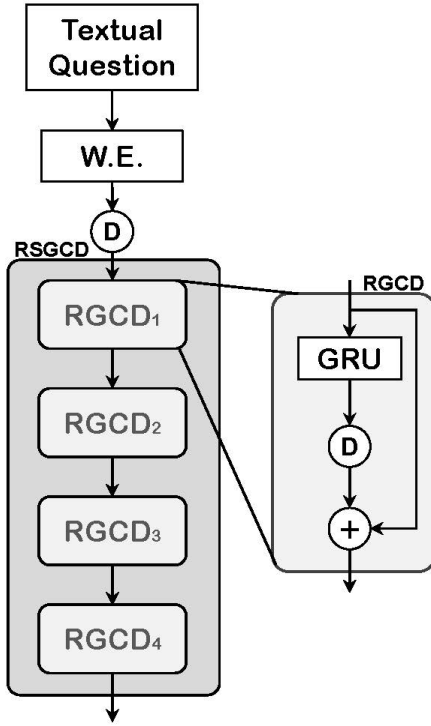 Textual
Question
W.E.
D
RSGCD
RGCD₁
RGCD₂
RGCD₃
RGCD₄
RGCD
GRU
D
+